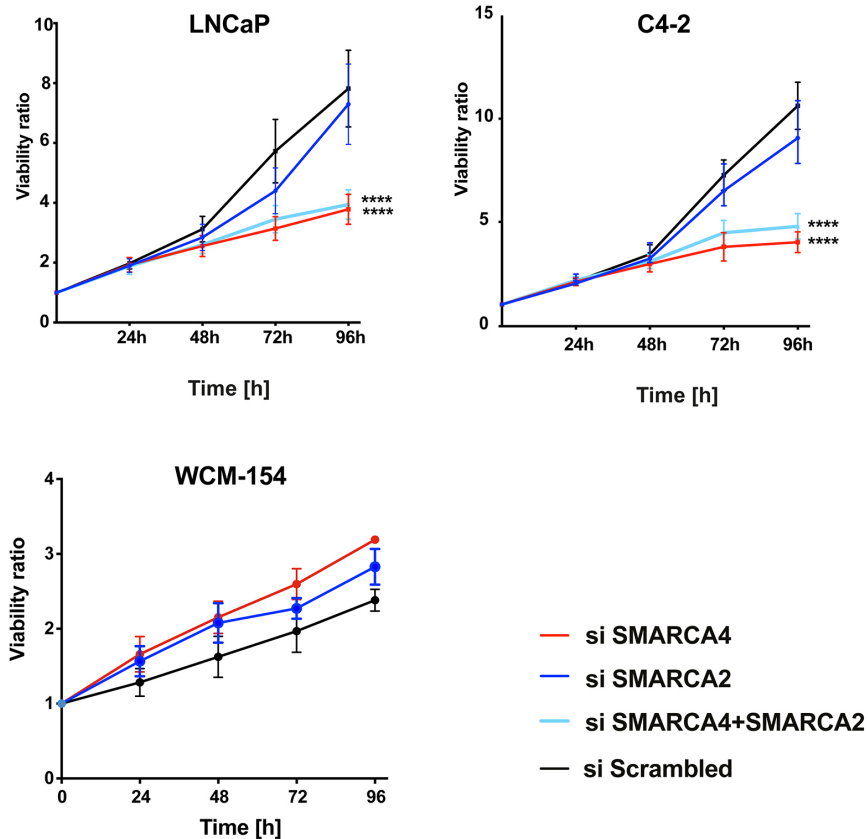 LNCaP
Viability ratio
10
8
6
4
2
0
24h 48h 72h 96h
Time [h]
****
****
C4-2
Viability ratio
15
10
5
0
24h 48h 72h 96h
Time [h]
****
****
WCM-154
Viability ratio
4
3
2
1
0
0 24 48 72 96
Time [h]
si SMARCA4
si SMARCA2
si SMARCA4+SMARCA2
si Scrambled